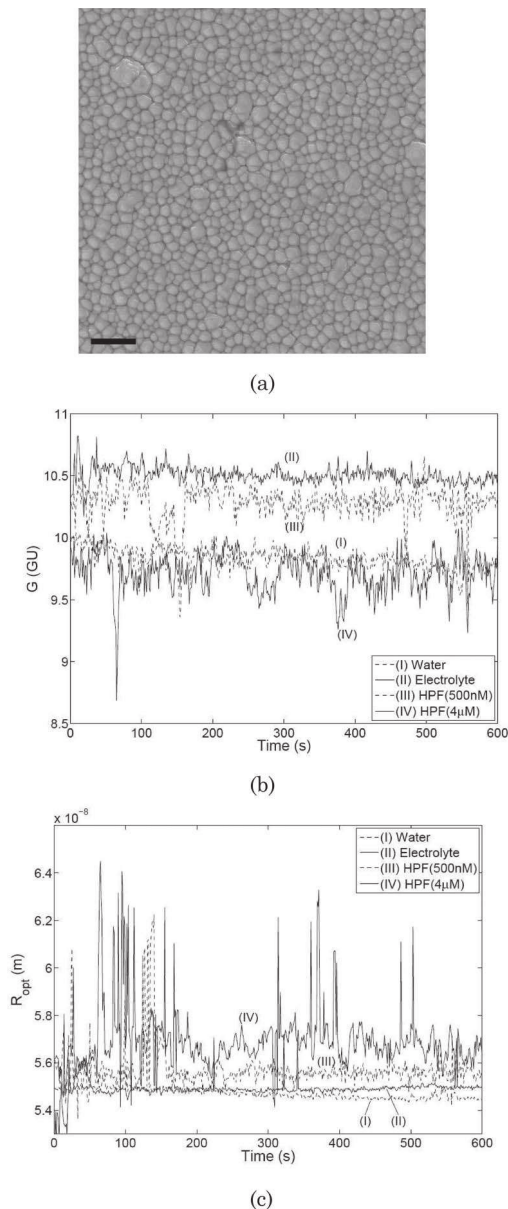 (a)
11
10.5
10
9.5
9
8.5
G (GU)
(II)
(III)
(I)
(IV)
(I) Water
(II) Electrolyte
(III) HPF(500nM)
(IV) HPF(4μM)
0 100 200 300 400 500 600
Time (s)
(b)
x 10⁻⁸
6.4
6.2
6
5.8
5.6
5.4
R_opt (m)
(I) Water
(II) Electrolyte
(III) HPF(500nM)
(IV) HPF(4μM)
(IV)
(III)
(I) (II)
0 100 200 300 400 500 600
Time (s)
(c)